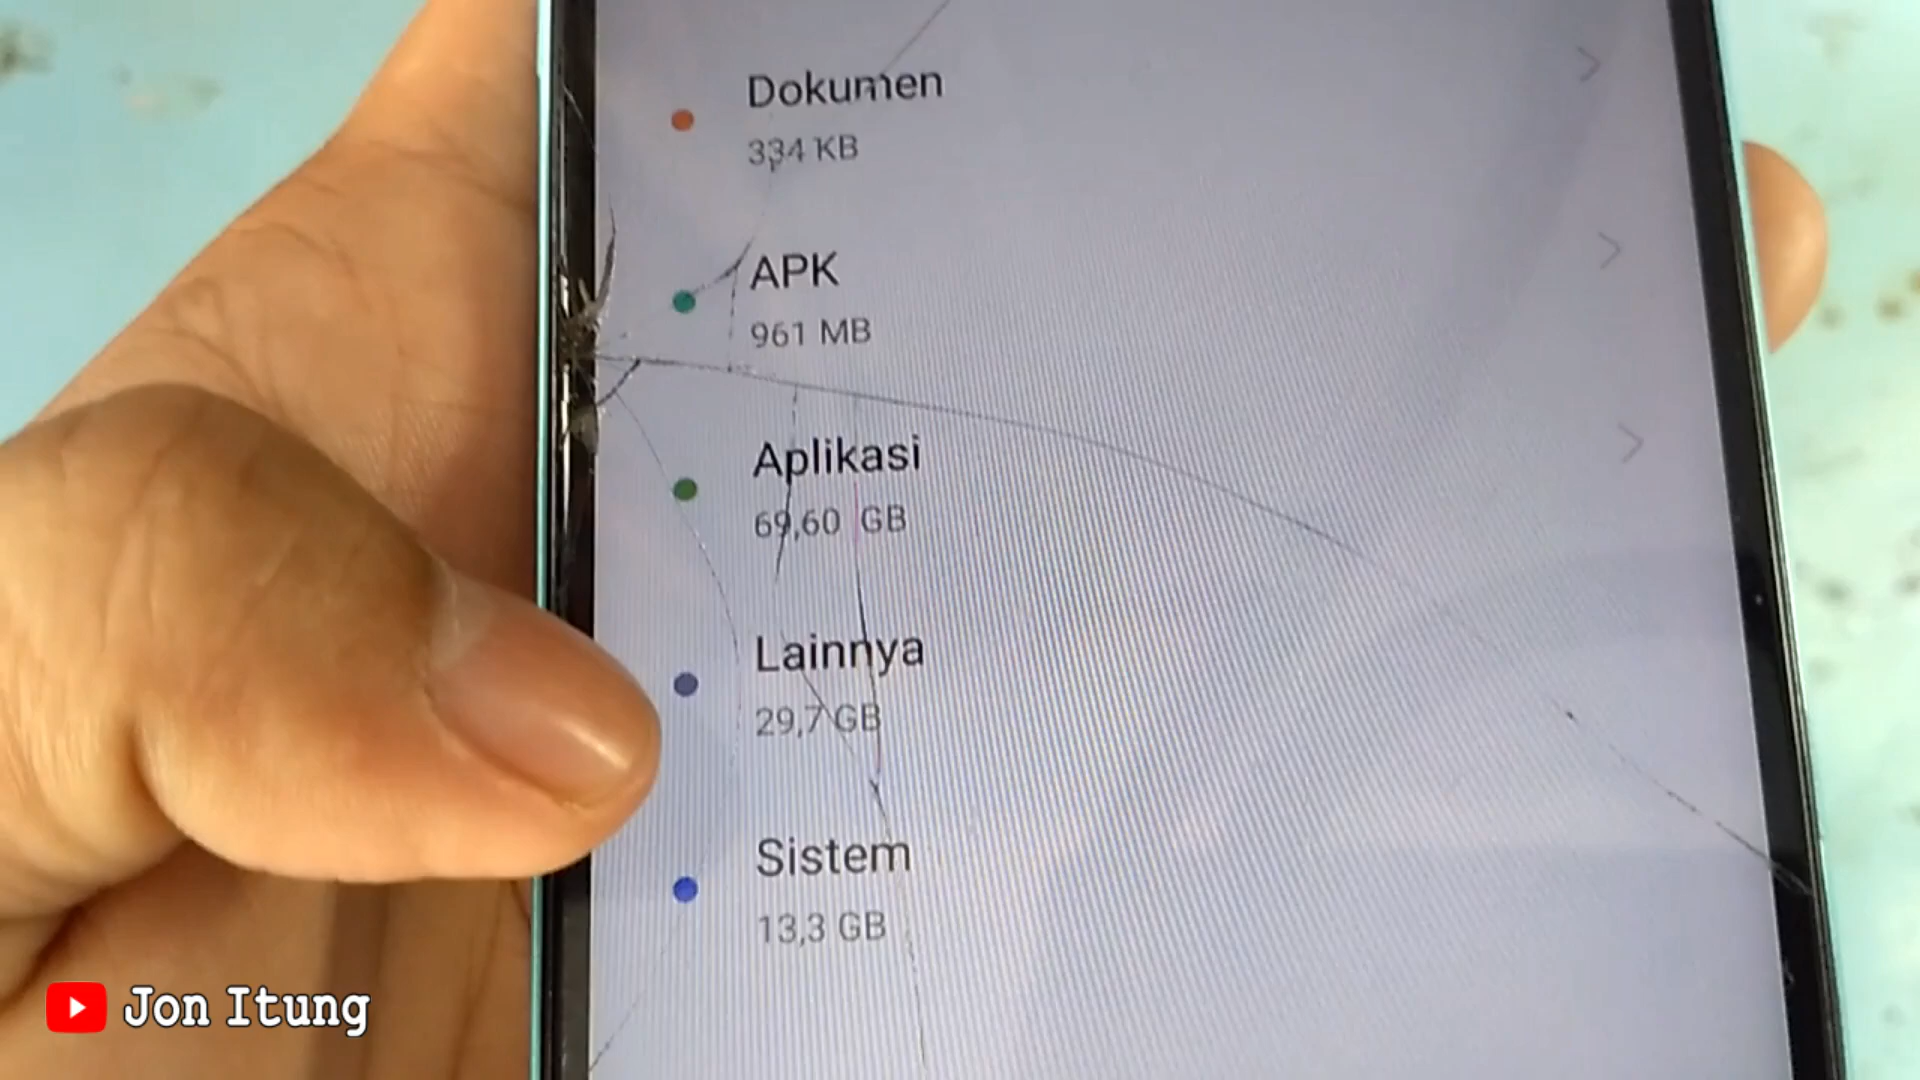 Dokumen
334 KB
APK
961 MB
Aplikasi
69,60 GB
Lainnya
29,7 GB
Sistem
13,3 GB
Jon Itung